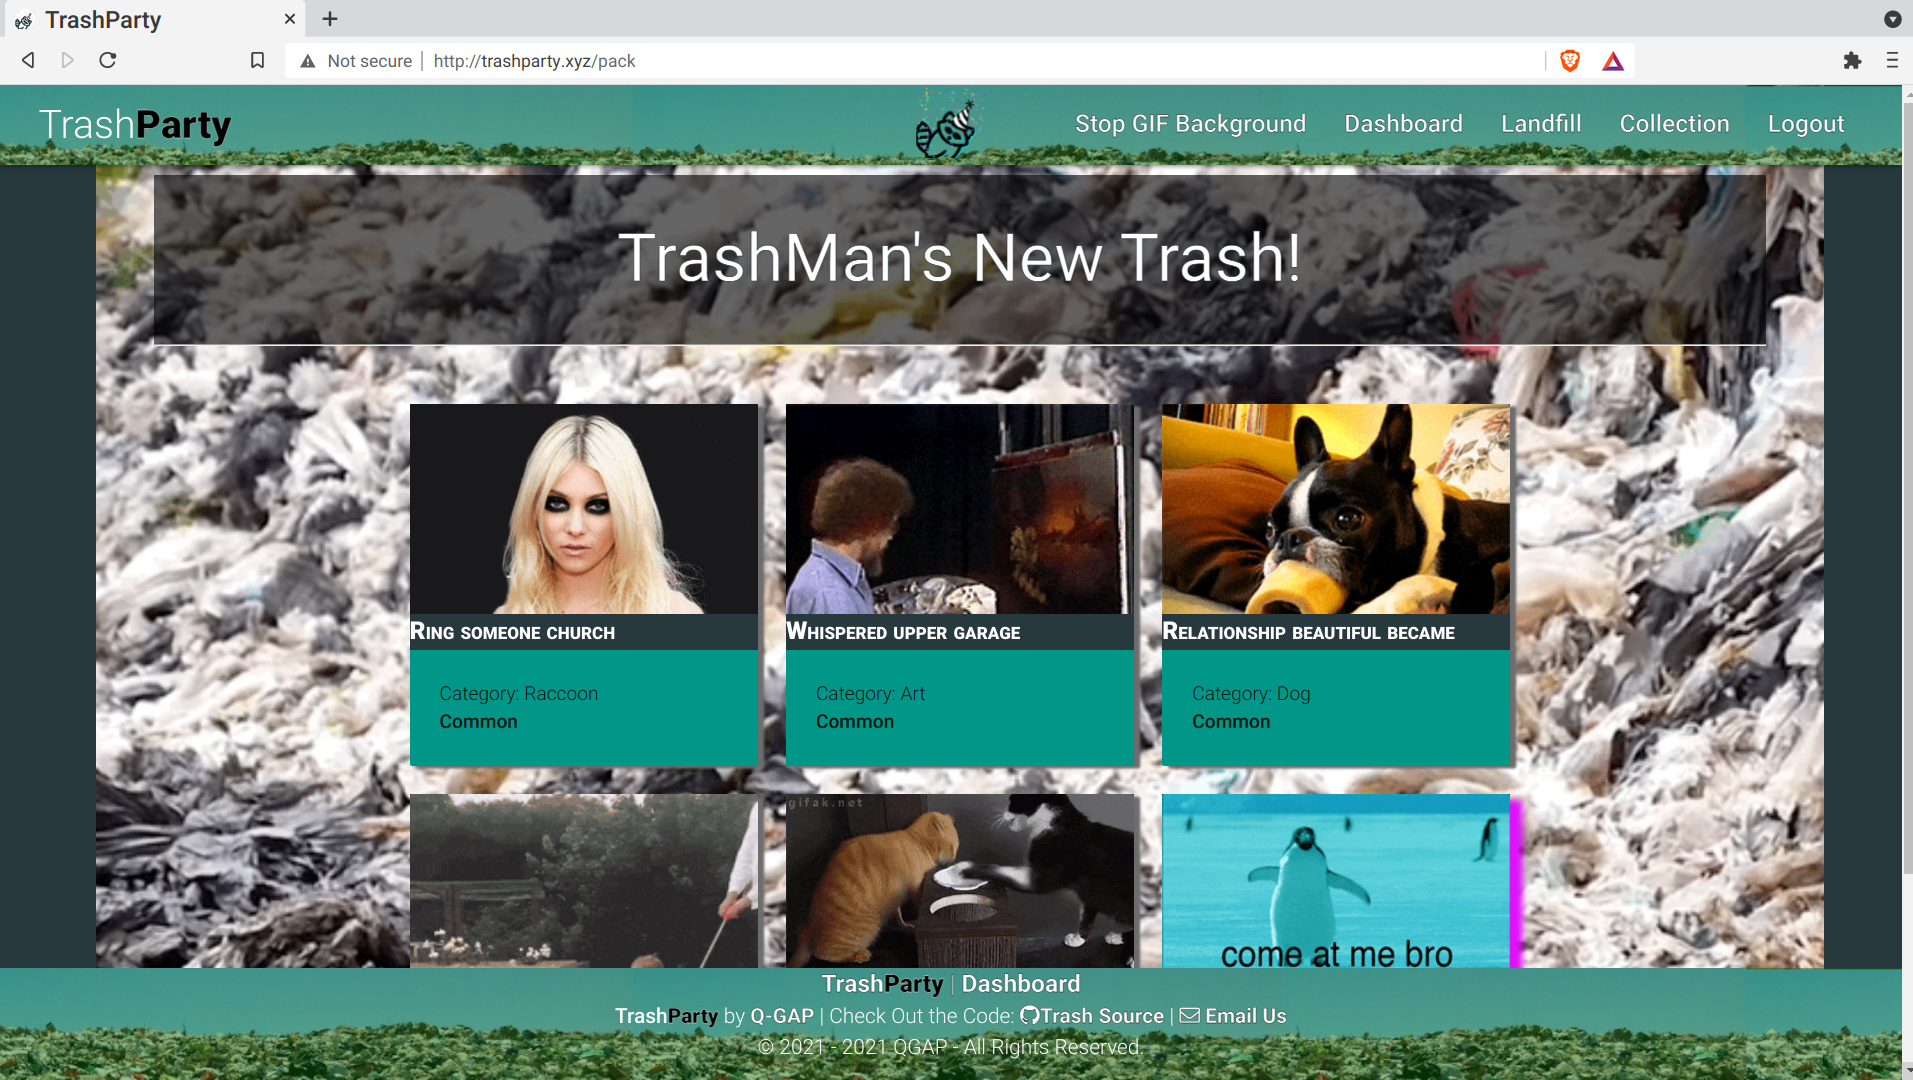 TrashParty
Not secure | http://trashparty.xyz/pack
TrashParty
Stop GIF Background Dashboard Landfill Collection Logout
TrashMan's New Trash!
Ring someone church
Category: Raccoon
Common
Whispered upper garage
Category: Art
Common
Relationship beautiful became
Category: Dog
Common
gifak.net
come at me bro
TrashParty | Dashboard
TrashParty by Q-GAP | Check Out the Code: Trash Source | Email Us
© 2021 - 2021 QGAP - All Rights Reserved.